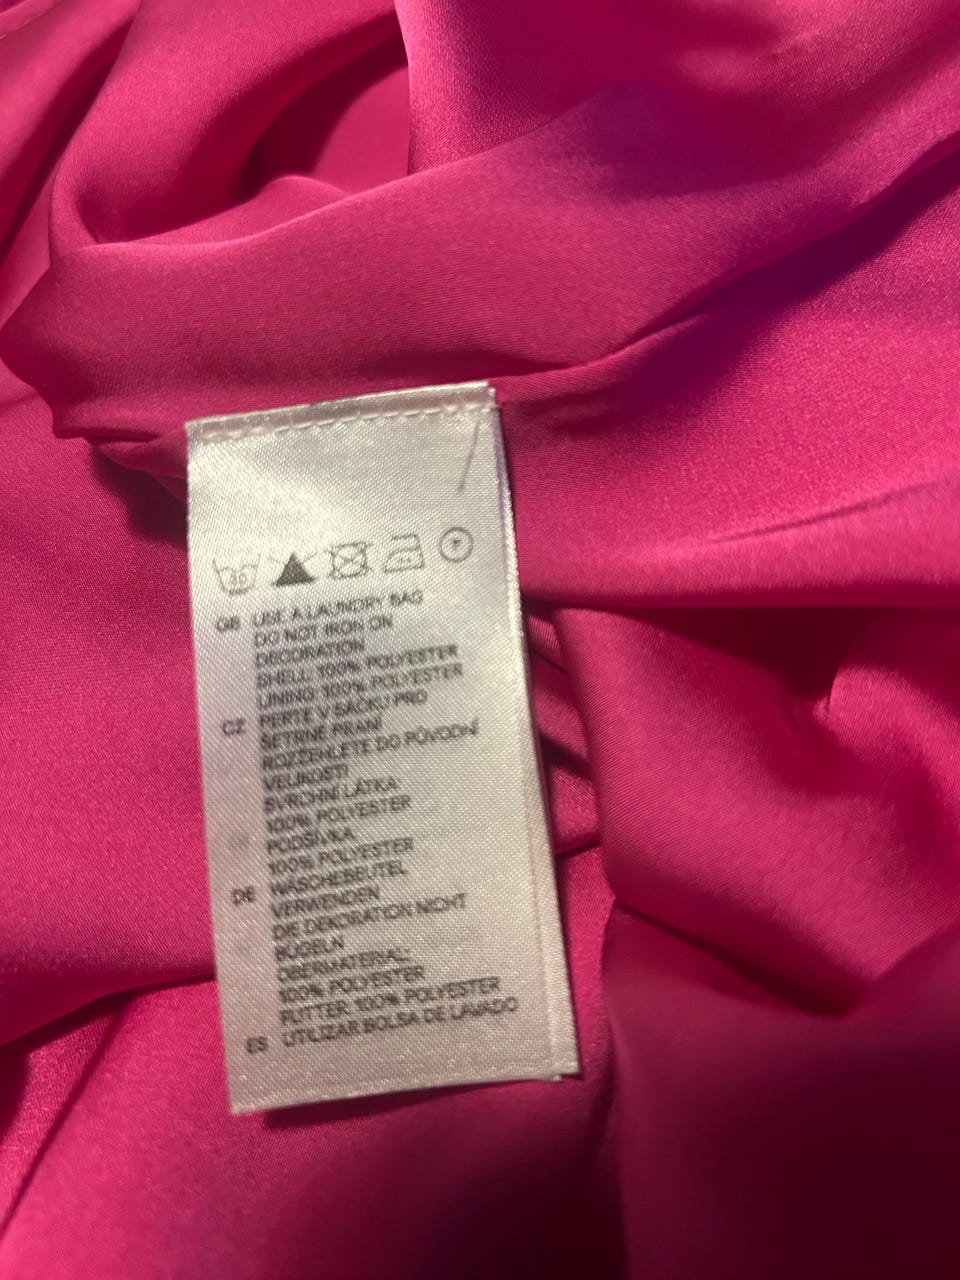 GB USE A LAUNDRY BAG
DO NOT IRON ON
DECORATION
SHELL: 100% POLYESTER
LINING: 100% POLYESTER
CZ PERTE V SÁČKU PRO
ŠETRNÉ PRANÍ
ROZŽEHLETE DO PŮVODNÍ
VELIKOSTI
SVRCHNÍ LÁTKA:
100% POLYESTER
PODŠÍVKA:
100% POLYESTER
DE WÄSCHEBEUTEL
VERWENDEN
DIE DEKORATION NICHT
BÜGELN
OBERMATERIAL:
100% POLYESTER
FUTTER: 100% POLYESTER
ES UTILIZAR BOLSA DE LAVADO